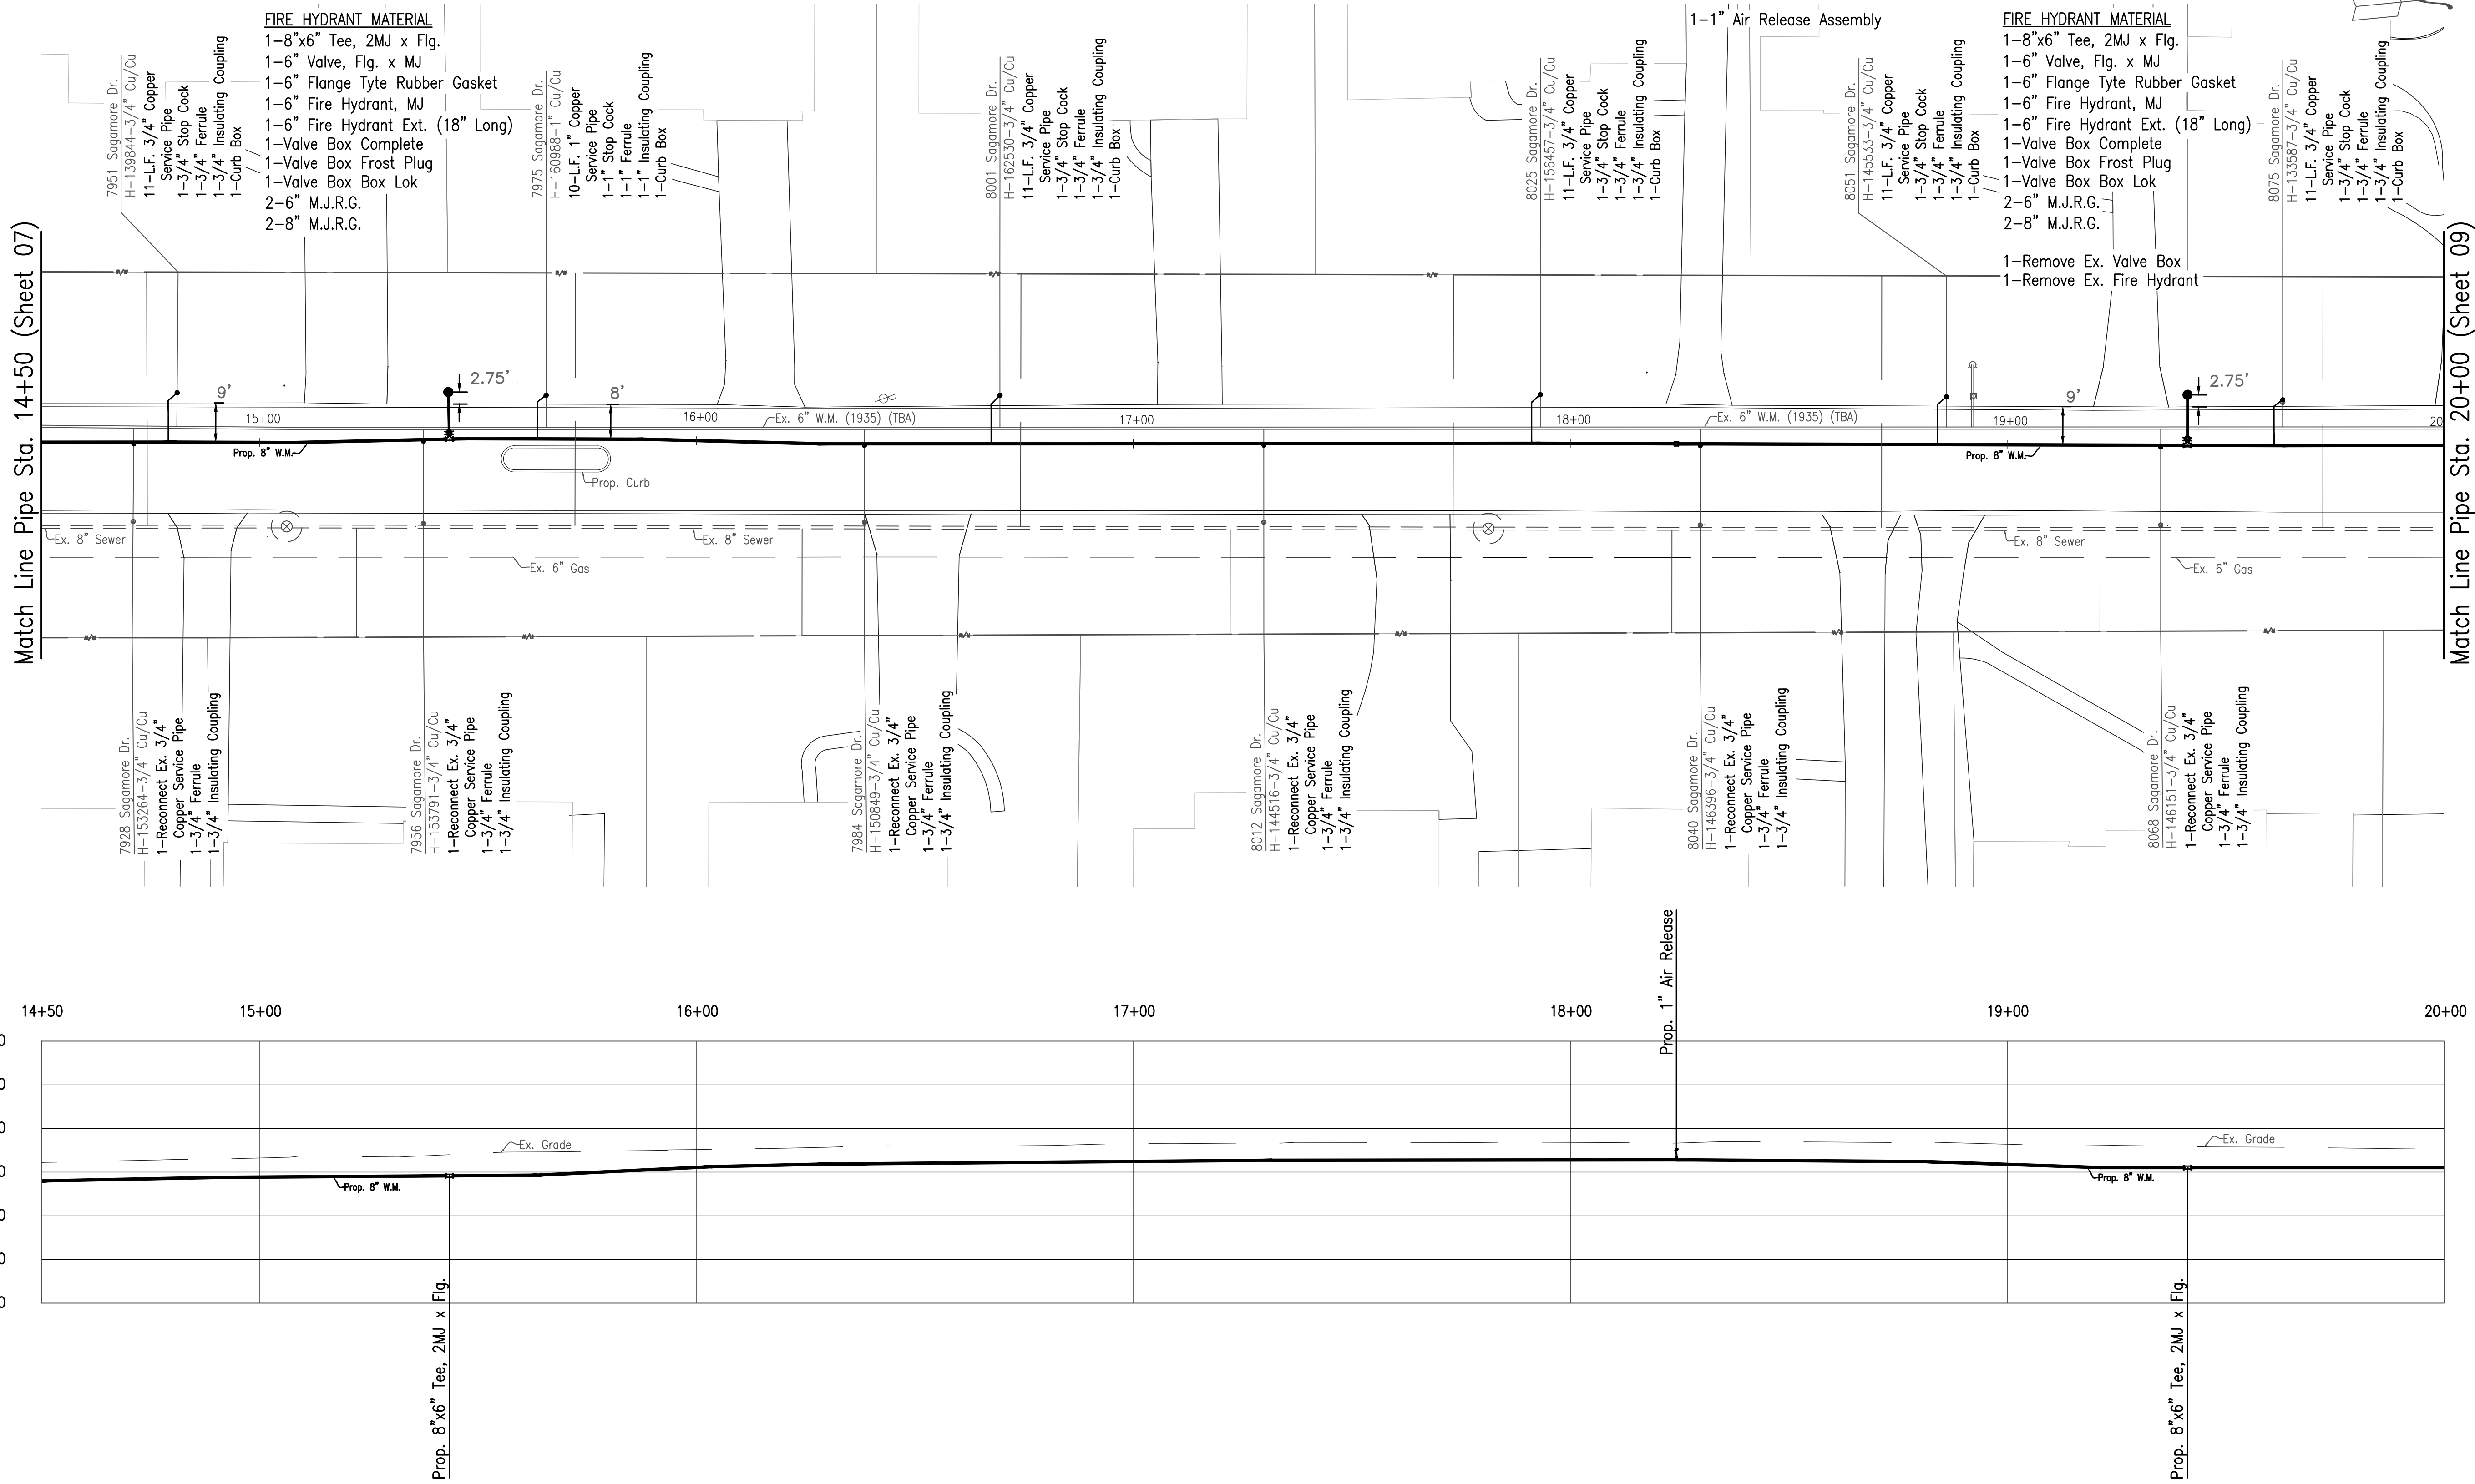 FIRE HYDRANT MATERIAL
1-8"x6" Tee, 2MJ x Flg.
1-6" Valve, Flg. x MJ
1-6" Flange Tyte Rubber Gasket
1-6" Fire Hydrant, MJ
1-6" Fire Hydrant Ext. (18" Long)
1-Valve Box Complete
1-Valve Box Frost Plug
1-Valve Box Box Lok
2-6" M.J.R.G.
2-8" M.J.R.G.
1-1" Air Release Assembly
FIRE HYDRANT MATERIAL
1-8"x6" Tee, 2MJ x Flg.
1-6" Valve, Flg. x MJ
1-6" Flange Tyte Rubber Gasket
1-6" Fire Hydrant, MJ
1-6" Fire Hydrant Ext. (18" Long)
1-Valve Box Complete
1-Valve Box Frost Plug
1-Valve Box Box Lok
2-6" M.J.R.G.
2-8" M.J.R.G.
1-Remove Ex. Valve Box
1-Remove Ex. Fire Hydrant
7951 Sagamore Dr.
H-139844-3/4" Cu/Cu
11-L.F. 3/4" Copper
Service Pipe
1-3/4" Stop Cock
1-3/4" Ferrule
1-3/4" Insulating Coupling
1-Curb Box
7975 Sagamore Dr.
H-160988-1" Cu/Cu
10-L.F. 1" Copper
Service Pipe
1-1" Stop Cock
1-1" Ferrule
1-1" Insulating Coupling
1-Curb Box
8001 Sagamore Dr.
H-162530-3/4" Cu/Cu
11-L.F. 3/4" Copper
Service Pipe
1-3/4" Stop Cock
1-3/4" Ferrule
1-3/4" Insulating Coupling
1-Curb Box
8025 Sagamore Dr.
H-156457-3/4" Cu/Cu
11-L.F. 3/4" Copper
Service Pipe
1-3/4" Stop Cock
1-3/4" Ferrule
1-3/4" Insulating Coupling
1-Curb Box
8051 Sagamore Dr.
H-145533-3/4" Cu/Cu
11-L.F. 3/4" Copper
Service Pipe
1-3/4" Stop Cock
1-3/4" Ferrule
1-3/4" Insulating Coupling
1-Curb Box
8075 Sagamore Dr.
H-133587-3/4" Cu/Cu
11-L.F. 3/4" Copper
Service Pipe
1-3/4" Stop Cock
1-3/4" Ferrule
1-3/4" Insulating Coupling
1-Curb Box
Match Line Pipe Sta. 14+50 (Sheet 07)
Match Line Pipe Sta. 20+00 (Sheet 09)
R/W
R/W
R/W
R/W
9'
2.75'
8'
9'
2.75'
15+00
16+00
Ex. 6" W.M. (1935) (TBA)
17+00
18+00
Ex. 6" W.M. (1935) (TBA)
19+00
20
Prop. 8" W.M.
Prop. 8" W.M.
Prop. Curb
Ex. 8" Sewer
Ex. 8" Sewer
Ex. 8" Sewer
Ex. 6" Gas
Ex. 6" Gas
R/W
R/W
R/W
R/W
R/W
R/W
7928 Sagamore Dr.
H-153264-3/4" Cu/Cu
1-Reconnect Ex. 3/4"
Copper Service Pipe
1-3/4" Ferrule
1-3/4" Insulating Coupling
7956 Sagamore Dr.
H-153791-3/4" Cu/Cu
1-Reconnect Ex. 3/4"
Copper Service Pipe
1-3/4" Ferrule
1-3/4" Insulating Coupling
7984 Sagamore Dr.
H-150849-3/4" Cu/Cu
1-Reconnect Ex. 3/4"
Copper Service Pipe
1-3/4" Ferrule
1-3/4" Insulating Coupling
8012 Sagamore Dr.
H-144516-3/4" Cu/Cu
1-Reconnect Ex. 3/4"
Copper Service Pipe
1-3/4" Ferrule
1-3/4" Insulating Coupling
8040 Sagamore Dr.
H-146396-3/4" Cu/Cu
1-Reconnect Ex. 3/4"
Copper Service Pipe
1-3/4" Ferrule
1-3/4" Insulating Coupling
8068 Sagamore Dr.
H-146151-3/4" Cu/Cu
1-Reconnect Ex. 3/4"
Copper Service Pipe
1-3/4" Ferrule
1-3/4" Insulating Coupling
Prop. 1" Air Release
14+50
15+00
16+00
17+00
18+00
19+00
20+00
0
0
0
0
0
0
0
Ex. Grade
Ex. Grade
Prop. 8" W.M.
Prop. 8" W.M.
Prop. 8"x6" Tee, 2MJ x Flg.
Prop. 8"x6" Tee, 2MJ x Flg.